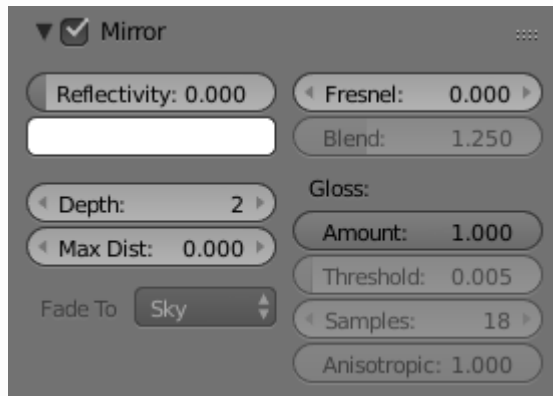 Mirror
Reflectivity: 0.000
Fresnel: 0.000
Blend: 1.250
Depth: 2
Gloss:
Max Dist: 0.000
Amount: 1.000
Threshold: 0.005
Fade To Sky
Samples: 18
Anisotropic: 1.000